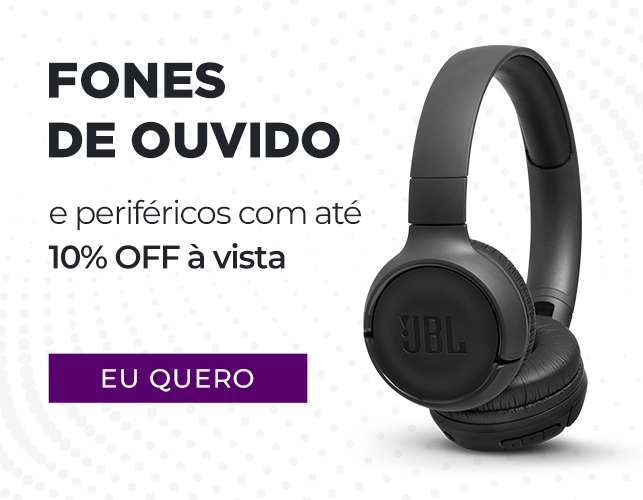 FONES
DE OUVIDO
e periféricos com até
10% OFF à vista
EU QUERO
JBL